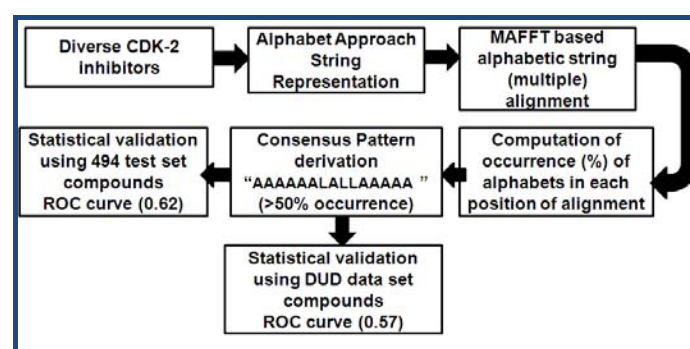 Diverse CDK-2
inhibitors
Alphabet Approach
String
Representation
MAFFT based
alphabetic string
(multiple)
alignment
Computation of
occurrence (%) of
alphabets in each
position of alignment
Consensus Pattern
derivation
“AAAAAALALLAAAAA ”
(>50% occurrence)
Statistical validation
using 494 test set
compounds
ROC curve (0.62)
Statistical validation
using DUD data set
compounds
ROC curve (0.57)